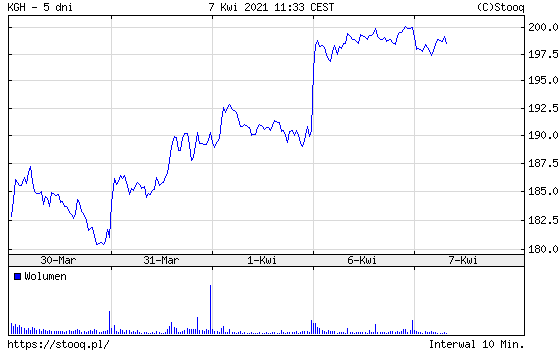 KGH - 5 dni 7 Kwi 2021 11:33 CEST (C)Stooq
200.0
197.5
195.0
192.5
190.0
187.5
185.0
182.5
180.0
30-Mar 31-Mar 1-Kwi 6-Kwi 7-Kwi
Wolumen
https://stooq.pl/ Interwal 10 Min.